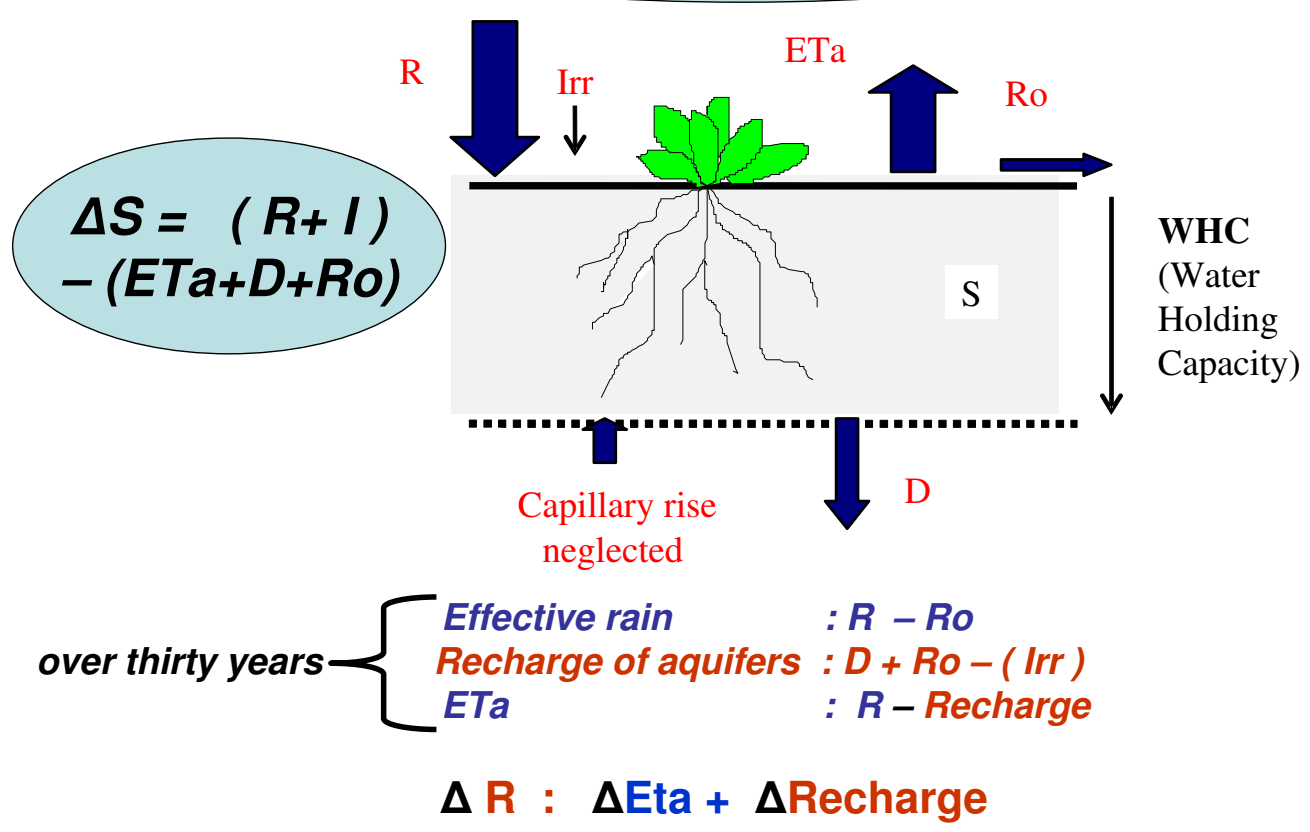 R
Irr
ETa
Ro
ΔS = ( R+ I )
– (ETa+D+Ro)
S
WHC
(Water
Holding
Capacity)
Capillary rise
neglected
D
over thirty years
Effective rain : R – Ro
Recharge of aquifers : D + Ro – ( Irr )
ETa : R – Recharge
Δ R : ΔEta + ΔRecharge